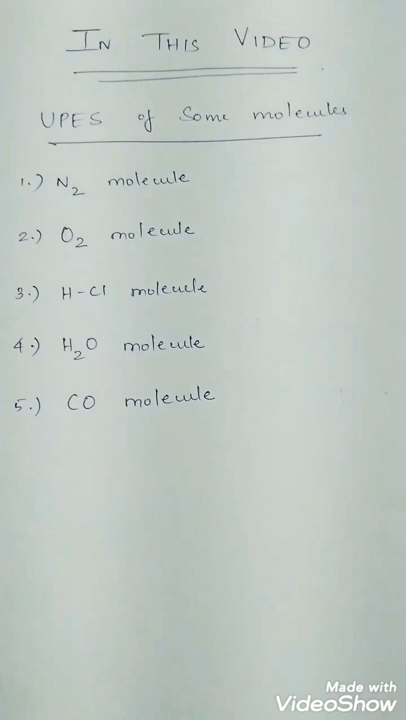 IN THIS VIDEO
UPES of Some molecules
1.) N₂ molecule
2.) O₂ molecule
3.) H-Cl molecule
4.) H₂O molecule
5.) CO molecule
Made with
VideoShow